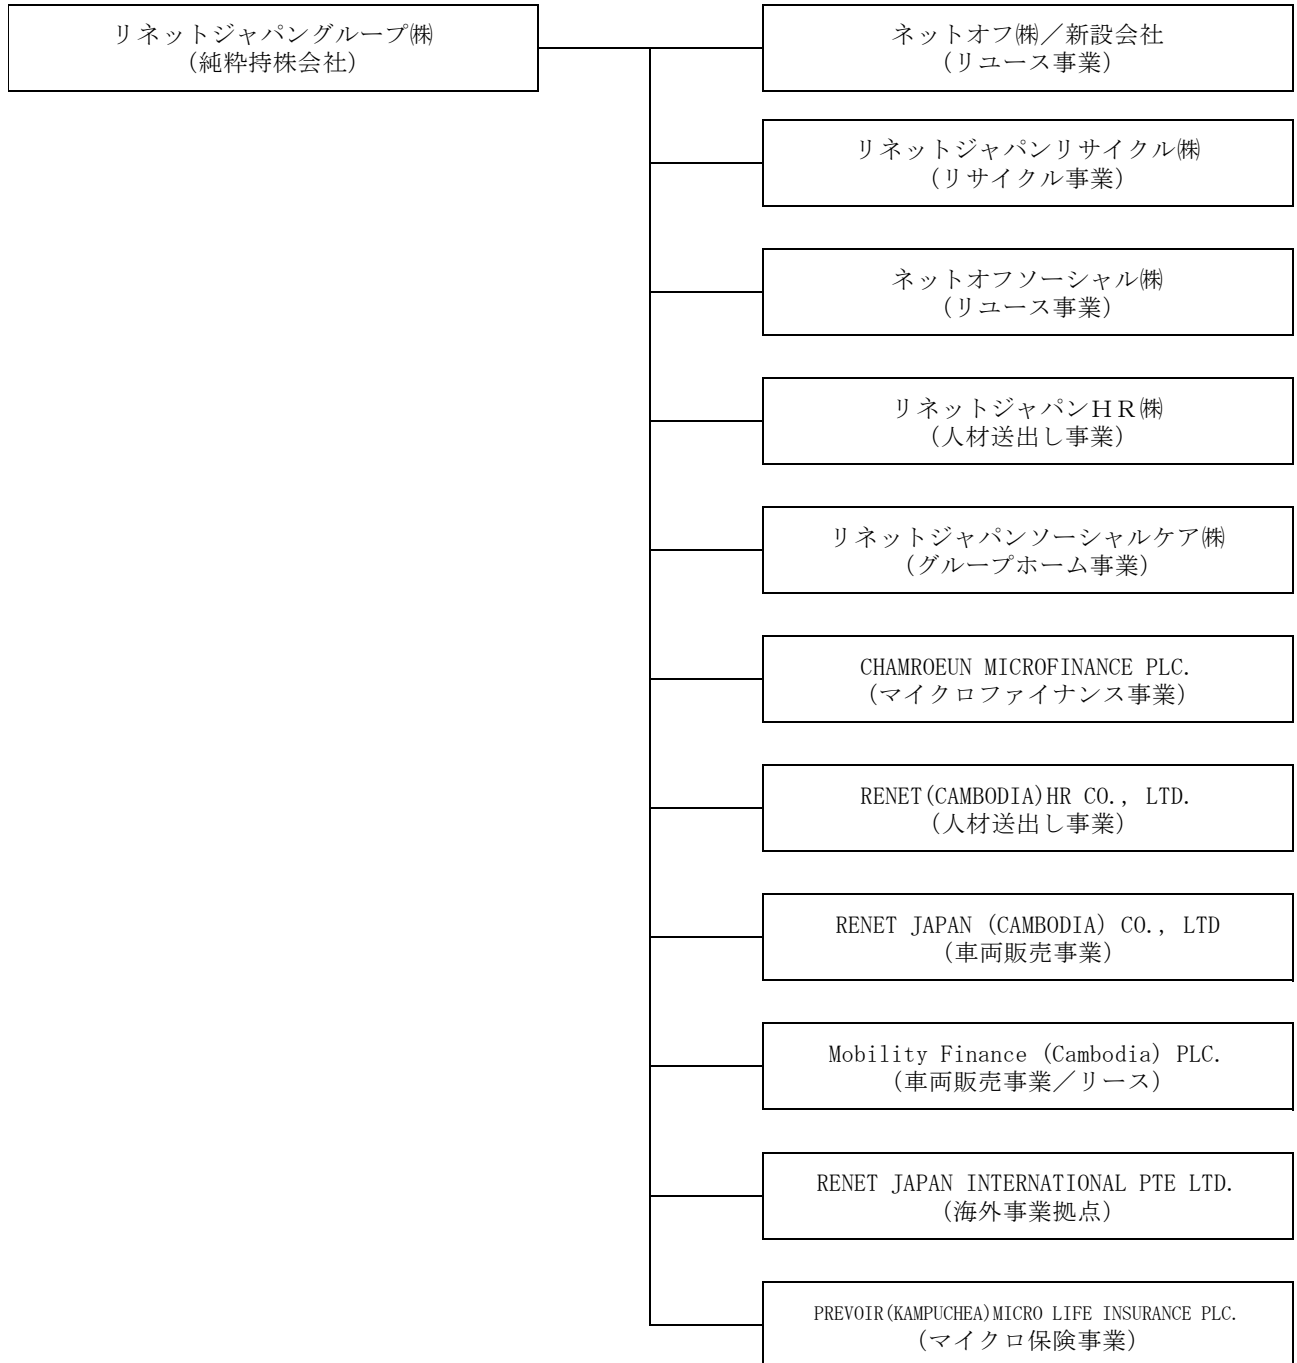 リネットジャパングループ㈱
（純粋持株会社）
ネットオフ㈱／新設会社
（リユース事業）
リネットジャパンリサイクル㈱
（リサイクル事業）
ネットオフソーシャル㈱
（リユース事業）
リネットジャパンＨＲ㈱
（人材送出し事業）
リネットジャパンソーシャルケア㈱
（グループホーム事業）
CHAMROEUN MICROFINANCE PLC.
（マイクロファイナンス事業）
RENET(CAMBODIA)HR CO., LTD.
（人材送出し事業）
RENET JAPAN (CAMBODIA) CO., LTD
（車両販売事業）
Mobility Finance (Cambodia) PLC.
（車両販売事業／リース）
RENET JAPAN INTERNATIONAL PTE LTD.
（海外事業拠点）
PREVOIR(KAMPUCHEA)MICRO LIFE INSURANCE PLC.
（マイクロ保険事業）